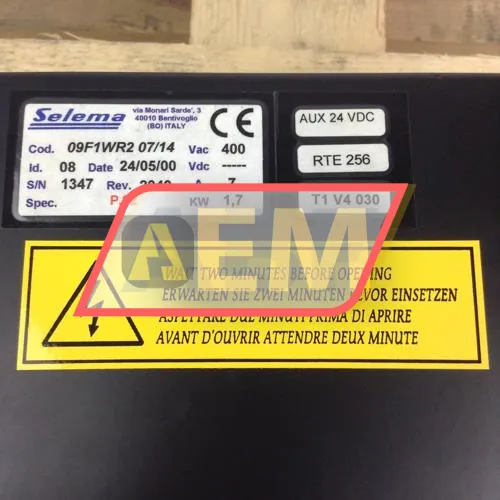 Selema
via Monari Sarde', 3
40010 Bentivoglio
(BO) ITALY
CE
Cod. 09F1WR2 07/14 Vac 400
Id. 08 Date 24/05/00 Vdc -----
S/N 1347 Rev. A 7
Spec. KW 1,7
AUX 24 VDC
RTE 256
T1 V4 030
AEM
WAIT TWO MINUTES BEFORE OPENING
ERWARTEN SIE ZWEI MINUTEN BEVOR EINSETZEN
ASPETTARE DUE MINUTI PRIMA DI APRIRE
AVANT D'OUVRIR ATTENDRE DEUX MINUTE